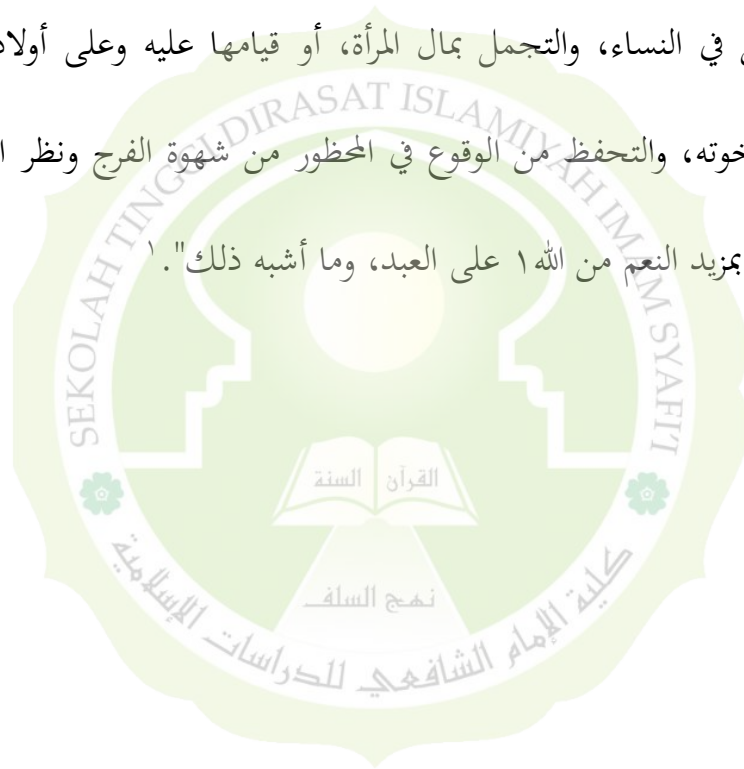 في النساء، والتجمل بمال المرأة، أو قيامها عليه وعلى
خوته، والتحفظ من الوقوع في المحظور من شهوة الفرج ونظر
بمزيد النعم من الله١ على العبد، وما أشبه ذلك".١
SEKOLAH TINGGI DIRASAT ISLAMIYAH IMAM SYAFI'I
القرآن السنة
نهج السلف
كلية الإمام الشافعي للدراسات الإسلامية